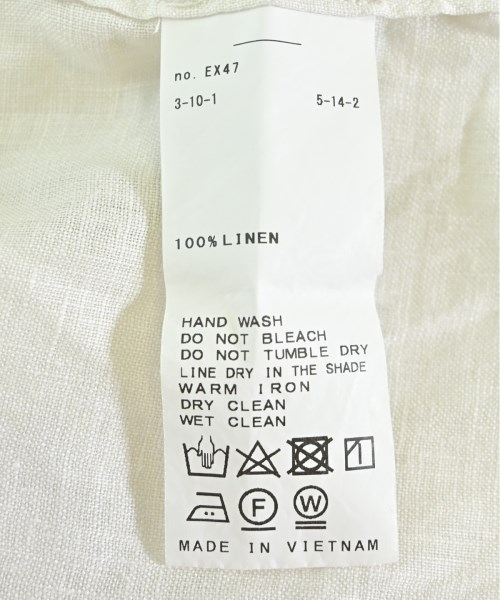 no. EX47
3-10-1 5-14-2
100% LINEN
HAND WASH
DO NOT BLEACH
DO NOT TUMBLE DRY
LINE DRY IN THE SHADE
WARM IRON
DRY CLEAN
WET CLEAN
F W
MADE IN VIETNAM